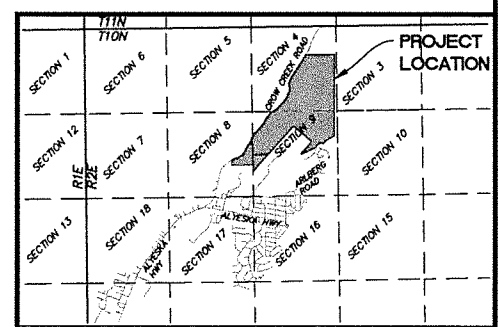 T11N
T10N
SECTION 1
SECTION 6
SECTION 5
SECTION 4
CROW CREEK ROAD
PROJECT
LOCATION
SECTION 3
SECTION 12
SECTION 7
SECTION 8
SECTION 9
SECTION 10
R1E
R2E
ARLBERG
ROAD
SECTION 13
SECTION 18
ALYESKA HWY
SECTION 17
SECTION 16
SECTION 15
ALYESKA
HWY